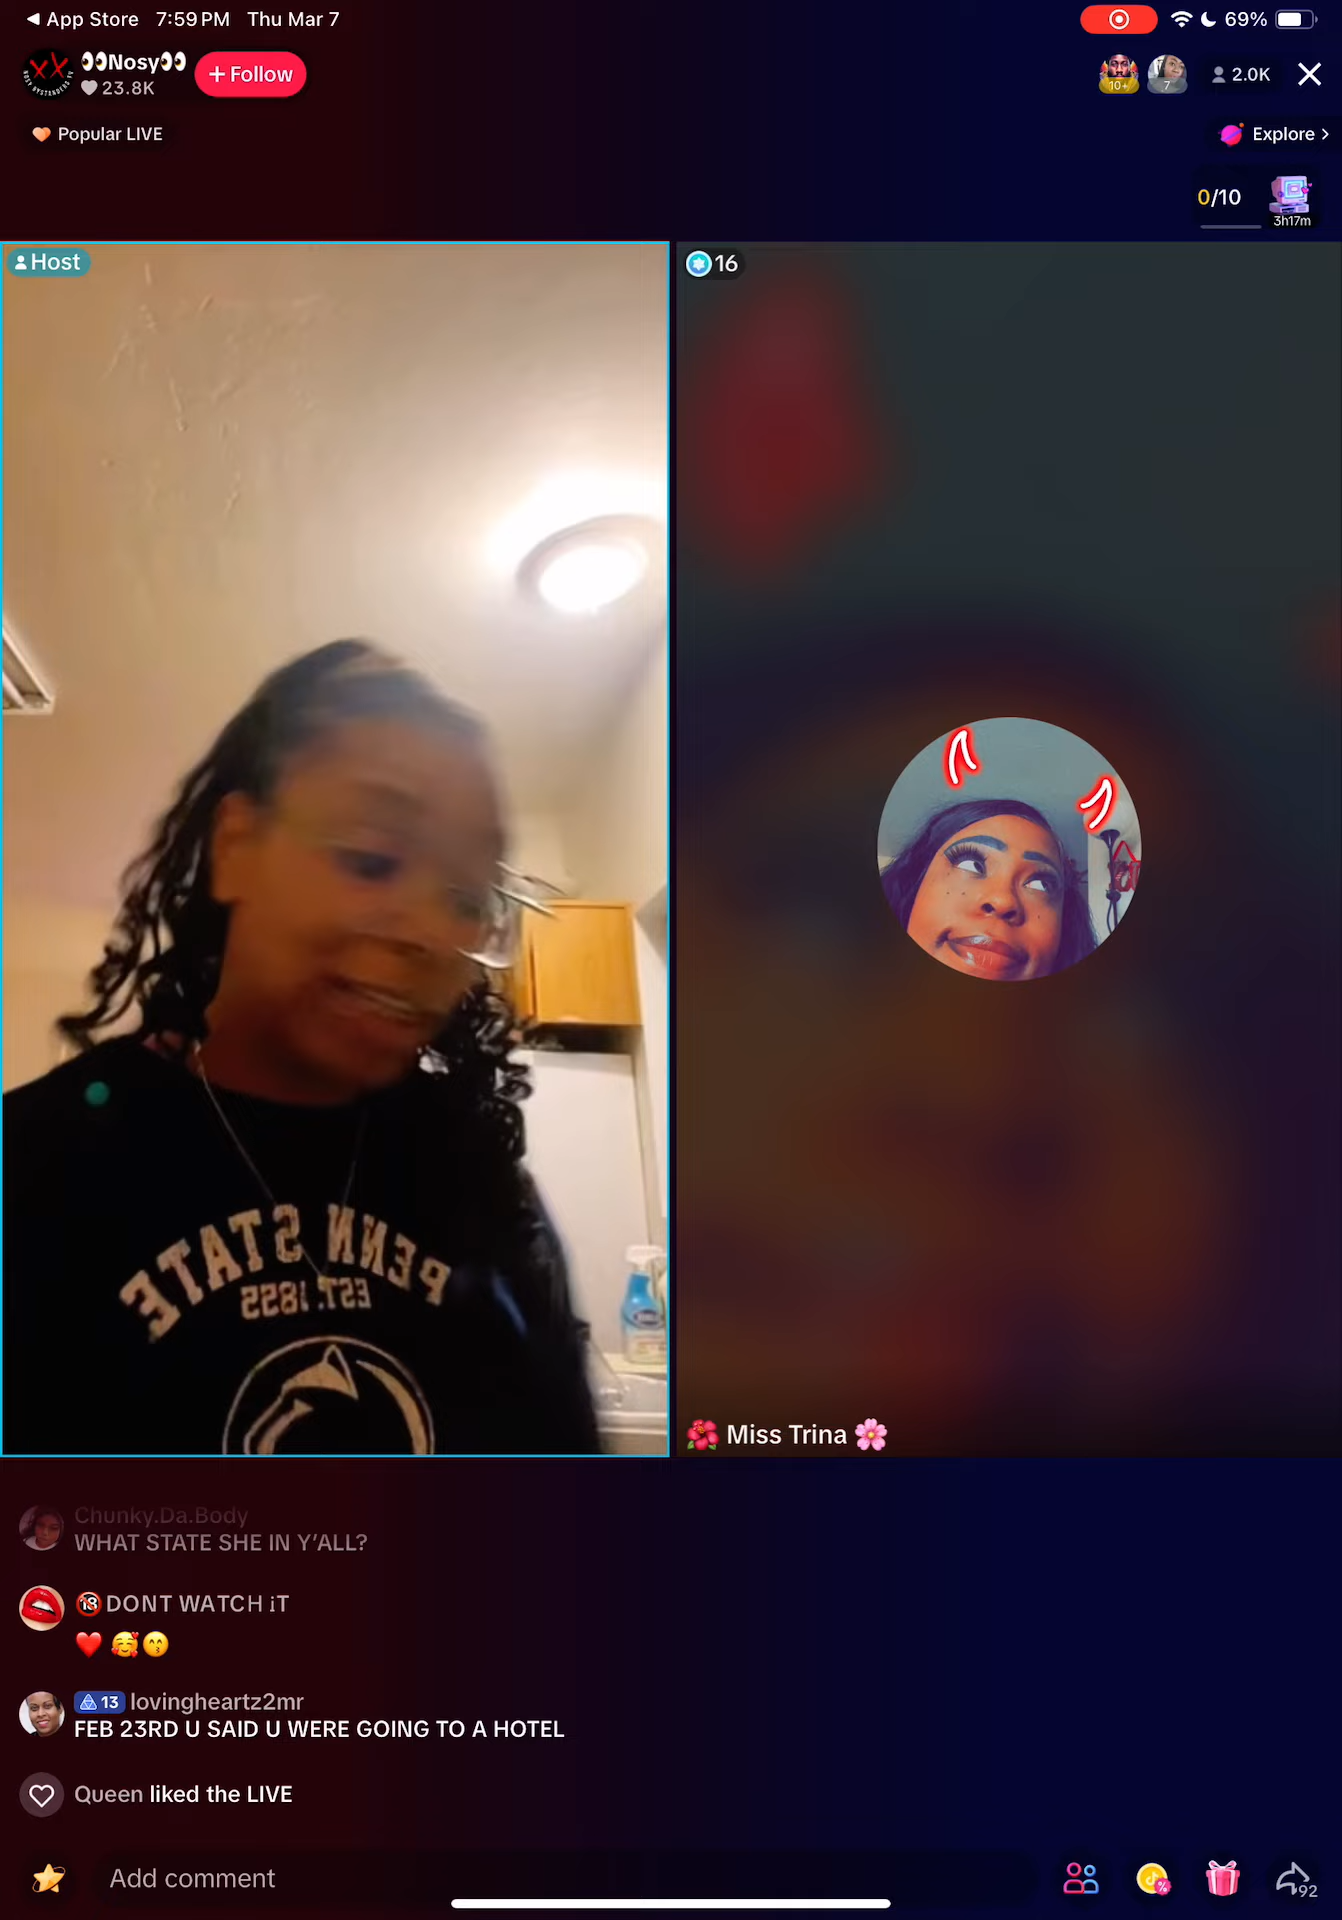 ◀ App Store 7:59 PM Thu Mar 7
69%
👀Nosy👀
+ Follow
23.8K
10+
7
2.0K
Popular LIVE
Explore >
0/10
3h17m
Host
16
PENN STATE
EST. 1855
🌺 Miss Trina 🌸
Chunky.Da.Body
WHAT STATE SHE IN Y'ALL?
🔞DONT WATCH iT
❤️ 🥰😙
13 lovingheartz2mr
FEB 23RD U SAID U WERE GOING TO A HOTEL
Queen liked the LIVE
Add comment
92